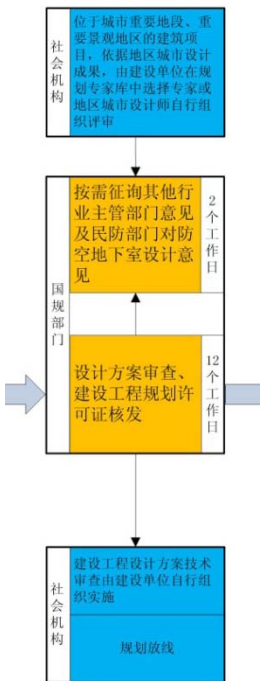 社会机构
位于城市重要地段、重
要景观地区的建筑项
目，依据地区城市设计
成果，由建设单位在规
划专家库中选择专家或
地区城市设计师自行组
织评审
国规部门
按需征询其他行
业主管部门意见
及民防部门对防
空地下室设计意
见
2个工作日
设计方案审查、
建设工程规划许
可证核发
12个工作日
社会机构
建设工程设计方案技术
审查由建设单位自行组
织实施
规划放线